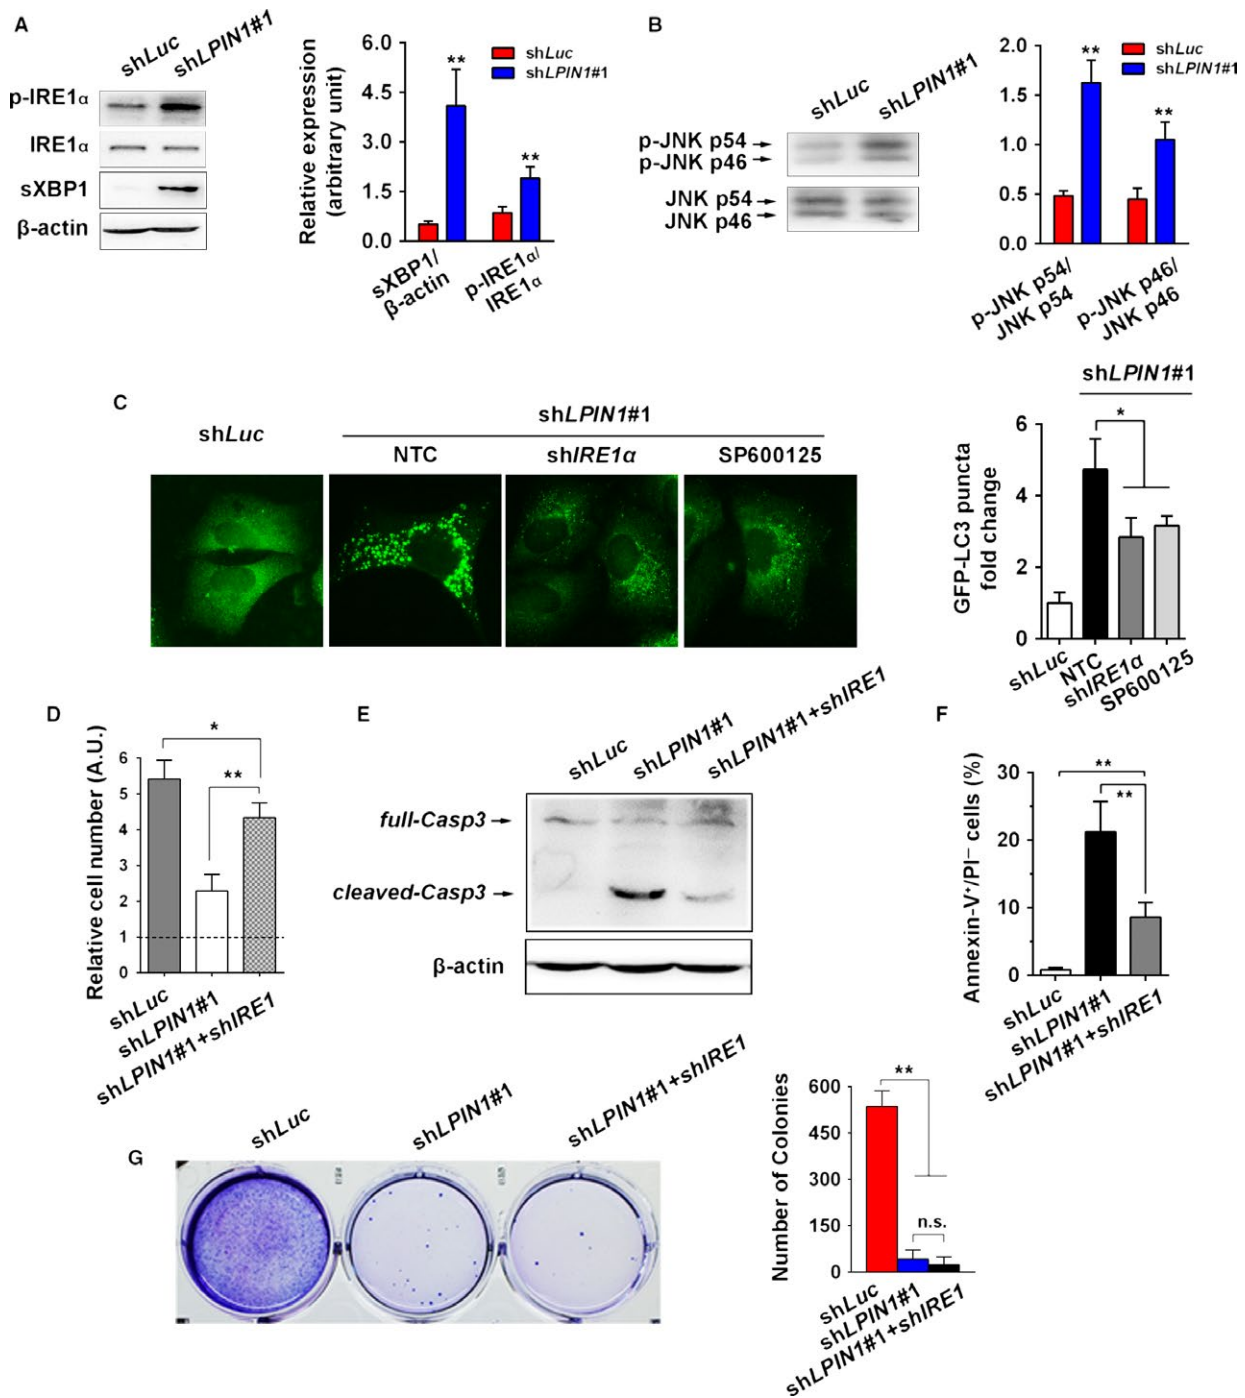 A
shLuc
shLPIN1#1
p-IRE1α
IRE1α
sXBP1
β-actin
Relative expression
(arbitrary unit)
6.0
4.5
3.0
1.5
0.0
shLuc
shLPIN1#1
**
**
sXBP1/
β-actin
p-IRE1α/
IRE1α
B
shLuc
shLPIN1#1
p-JNK p54
p-JNK p46
JNK p54
JNK p46
2.0
1.5
1.0
0.5
0.0
shLuc
shLPIN1#1
**
**
p-JNK p54/
JNK p54
p-JNK p46/
JNK p46
C
shLuc
shLPIN1#1
NTC
shIRE1α
SP600125
shLPIN1#1
GFP-LC3 puncta
fold change
6
4
2
0
*
shLuc
NTC
shIRE1α
SP600125
D
Relative cell number (A.U.)
6
5
4
3
2
1
0
*
**
shLuc
shLPIN1#1
shLPIN1#1+shIRE1
E
shLuc
shLPIN1#1
shLPIN1#1+shIRE1
full-Casp3
cleaved-Casp3
β-actin
F
Annexin-V⁺/PI⁻ cells (%)
30
20
10
0
**
**
shLuc
shLPIN1#1
shLPIN1#1+shIRE1
G
shLuc
shLPIN1#1
shLPIN1#1+shIRE1
Number of Colonies
600
450
300
150
0
**
n.s.
shLuc
shLPIN1#1
shLPIN1#1+shIRE1